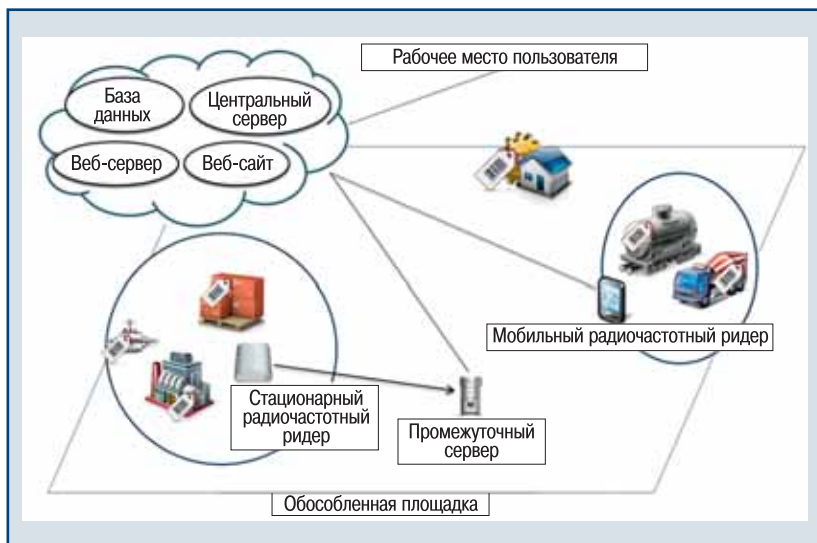 Рабочее место пользователя
База
данных
Центральный
сервер
Веб-сервер
Веб-сайт
Мобильный радиочастотный ридер
Стационарный
радиочастотный
ридер
Промежуточный
сервер
Обособленная площадка